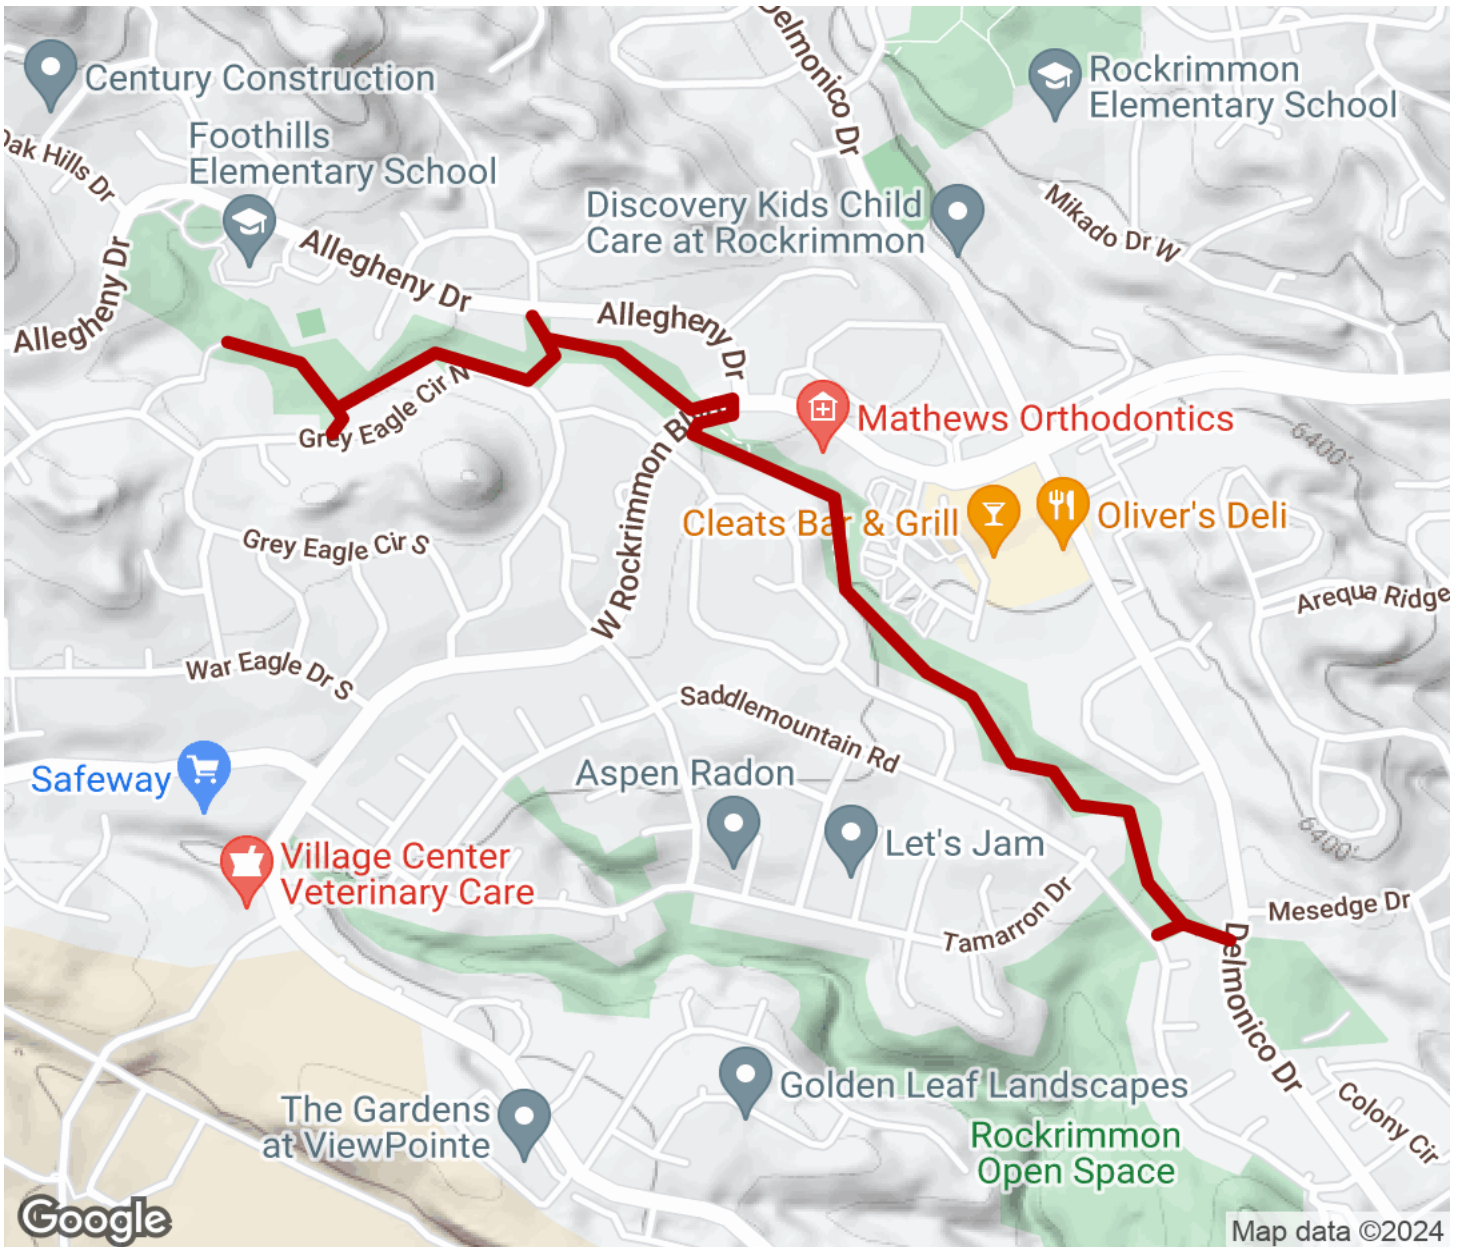 Delmonico Dr
Century Construction
Rockrimmon
Elementary School
Oak Hills Dr
Foothills
Elementary School
Discovery Kids Child
Care at Rockrimmon
Mikado Dr W
Allegheny Dr
Allegheny Dr
Allegheny Dr
Grey Eagle Cir N
Mathews Orthodontics
6400'
W Rockrimmon Blvd
Cleats Bar & Grill
Oliver's Deli
Grey Eagle Cir S
Arequa Ridge
War Eagle Dr S
Saddlemountain Rd
Safeway
Aspen Radon
Let's Jam
6400'
Village Center
Veterinary Care
Tamarron Dr
Mesedge Dr
Delmonico Dr
The Gardens
at ViewPointe
Golden Leaf Landscapes
Colony Cir
Rockrimmon
Open Space
Google
Map data ©2024